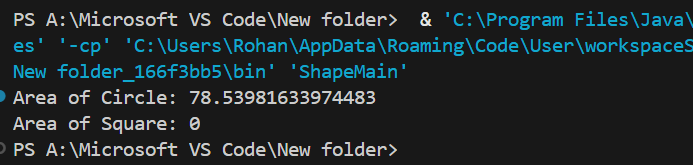 PS A:\Microsoft VS Code\New folder>  & 'C:\Program Files\Java\
es' '-cp' 'C:\Users\Rohan\AppData\Roaming\Code\User\workspaceS
New folder_166f3bb5\bin' 'ShapeMain'
Area of Circle: 78.53981633974483
Area of Square: 0
PS A:\Microsoft VS Code\New folder>